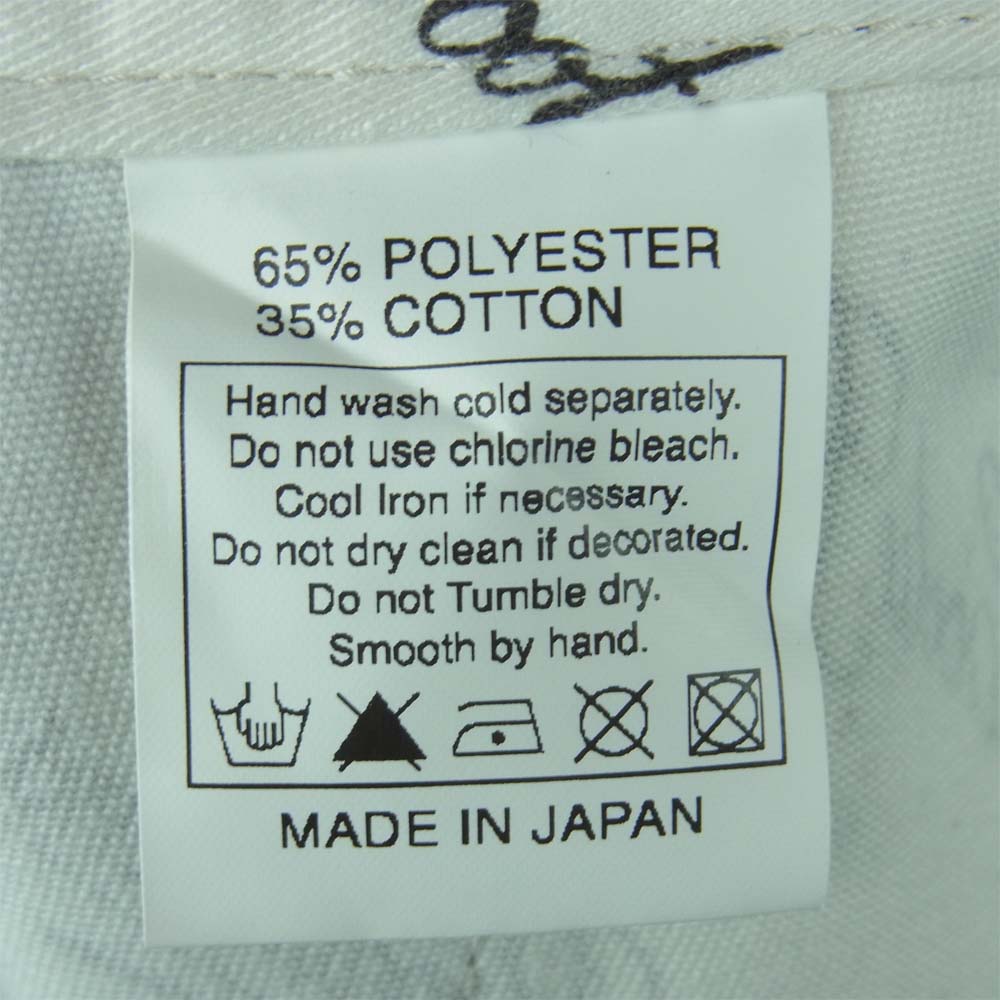 65% POLYESTER
35% COTTON
Hand wash cold separately.
Do not use chlorine bleach.
Cool Iron if necessary.
Do not dry clean if decorated.
Do not Tumble dry.
Smooth by hand.
MADE IN JAPAN